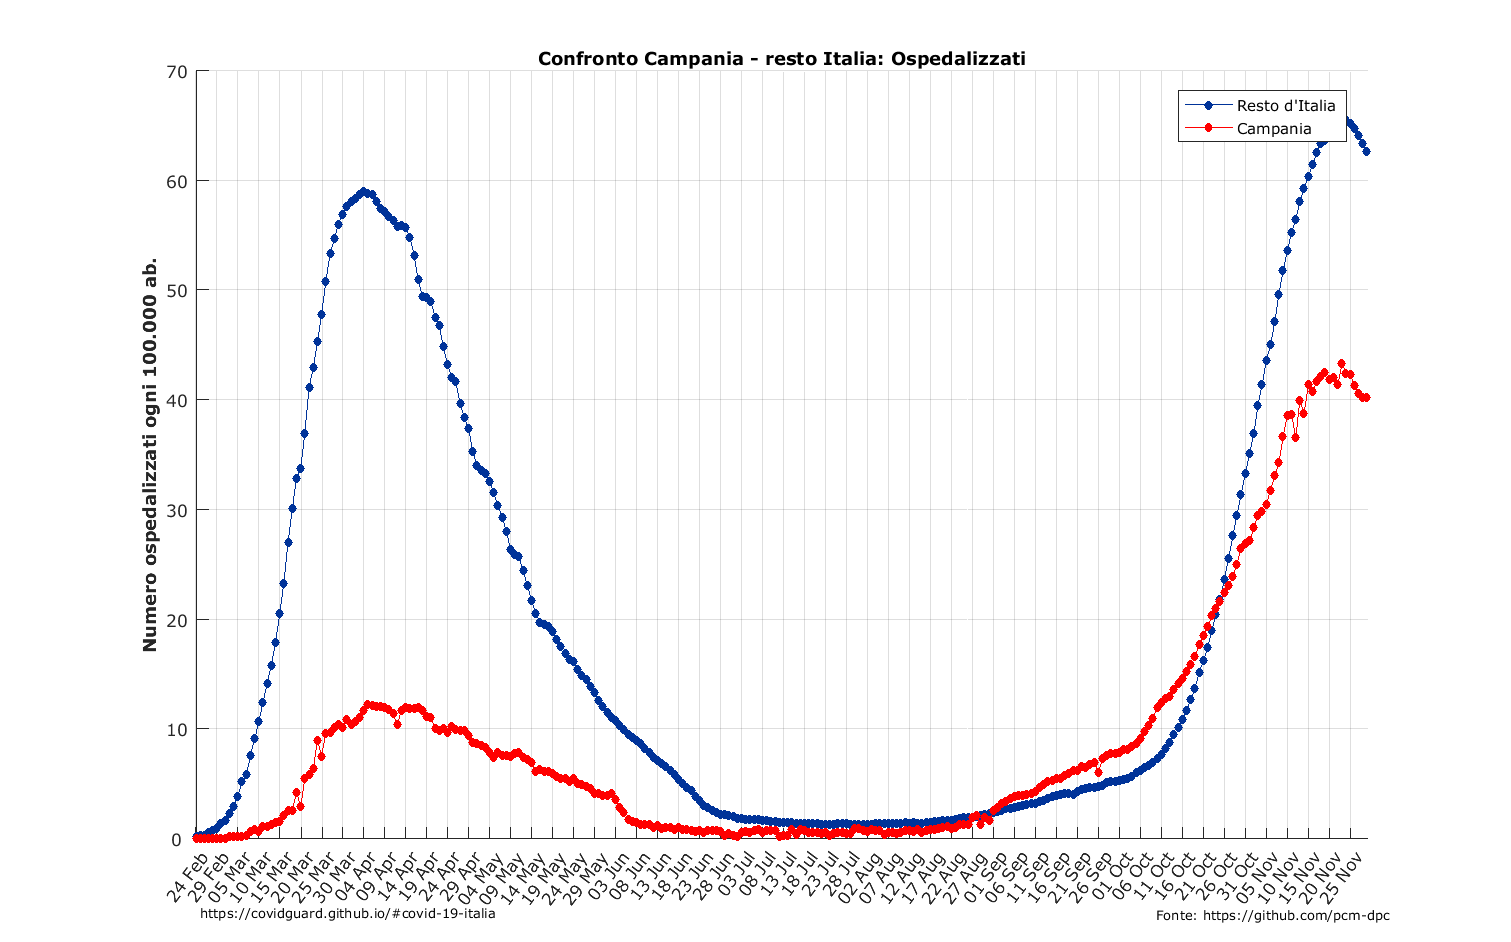 Confronto Campania - resto Italia: Ospedalizzati
Numero ospedalizzati ogni 100.000 ab.
70
60
50
40
30
20
10
0
Resto d'Italia
Campania
24 Feb
29 Feb
05 Mar
10 Mar
15 Mar
20 Mar
25 Mar
30 Mar
04 Apr
09 Apr
14 Apr
19 Apr
24 Apr
29 Apr
04 May
09 May
14 May
19 May
24 May
29 May
03 Jun
08 Jun
13 Jun
18 Jun
23 Jun
28 Jun
03 Jul
08 Jul
13 Jul
18 Jul
23 Jul
28 Jul
02 Aug
07 Aug
12 Aug
17 Aug
22 Aug
27 Aug
01 Sep
06 Sep
11 Sep
16 Sep
21 Sep
26 Sep
01 Oct
06 Oct
11 Oct
16 Oct
21 Oct
26 Oct
31 Oct
05 Nov
10 Nov
15 Nov
20 Nov
25 Nov
https://covidguard.github.io/#covid-19-italia
Fonte: https://github.com/pcm-dpc